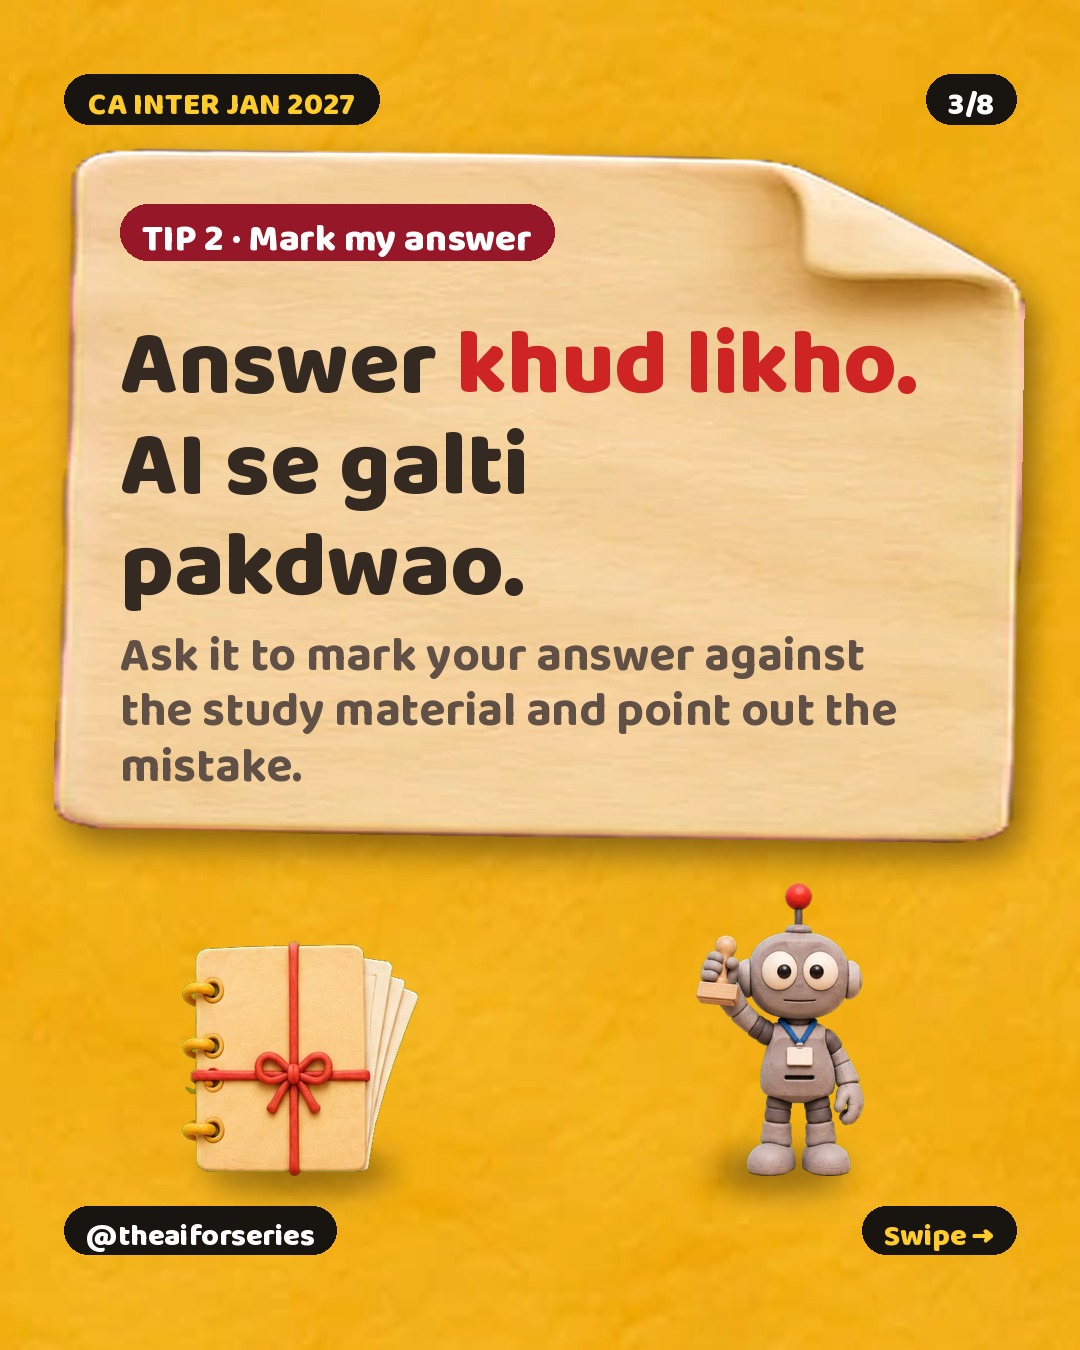 CA INTER JAN 2027
3/8
TIP 2 · Mark my answer
Answer khud likho.
AI se galti
pakdwao.
Ask it to mark your answer against
the study material and point out the
mistake.
@theaiforseries
Swipe →